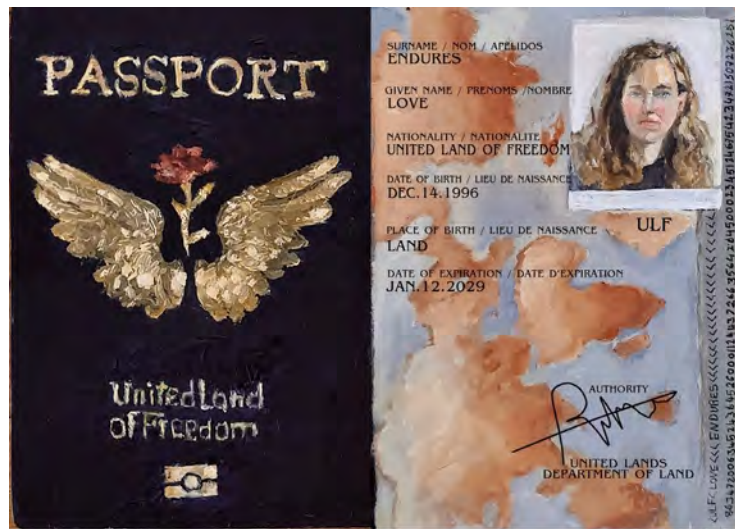 PASSPORT
United Land
of Freedom
SURNAME / NOM / APELIDOS
ENDURES
GIVEN NAME / PRENOMS /NOMBRE
LOVE
NATIONALITY / NATIONALITE
UNITED LAND OF FREEDOM
DATE OF BIRTH / LIEU DE NAISSANCE
DEC.14.1996
PLACE OF BIRTH / LIEU DE NAISSANCE
LAND
DATE OF EXPIRATION / DATE D'EXPIRATION
JAN.12.2029
ULF
AUTHORITY
UNITED LANDS
DEPARTMENT OF LAND